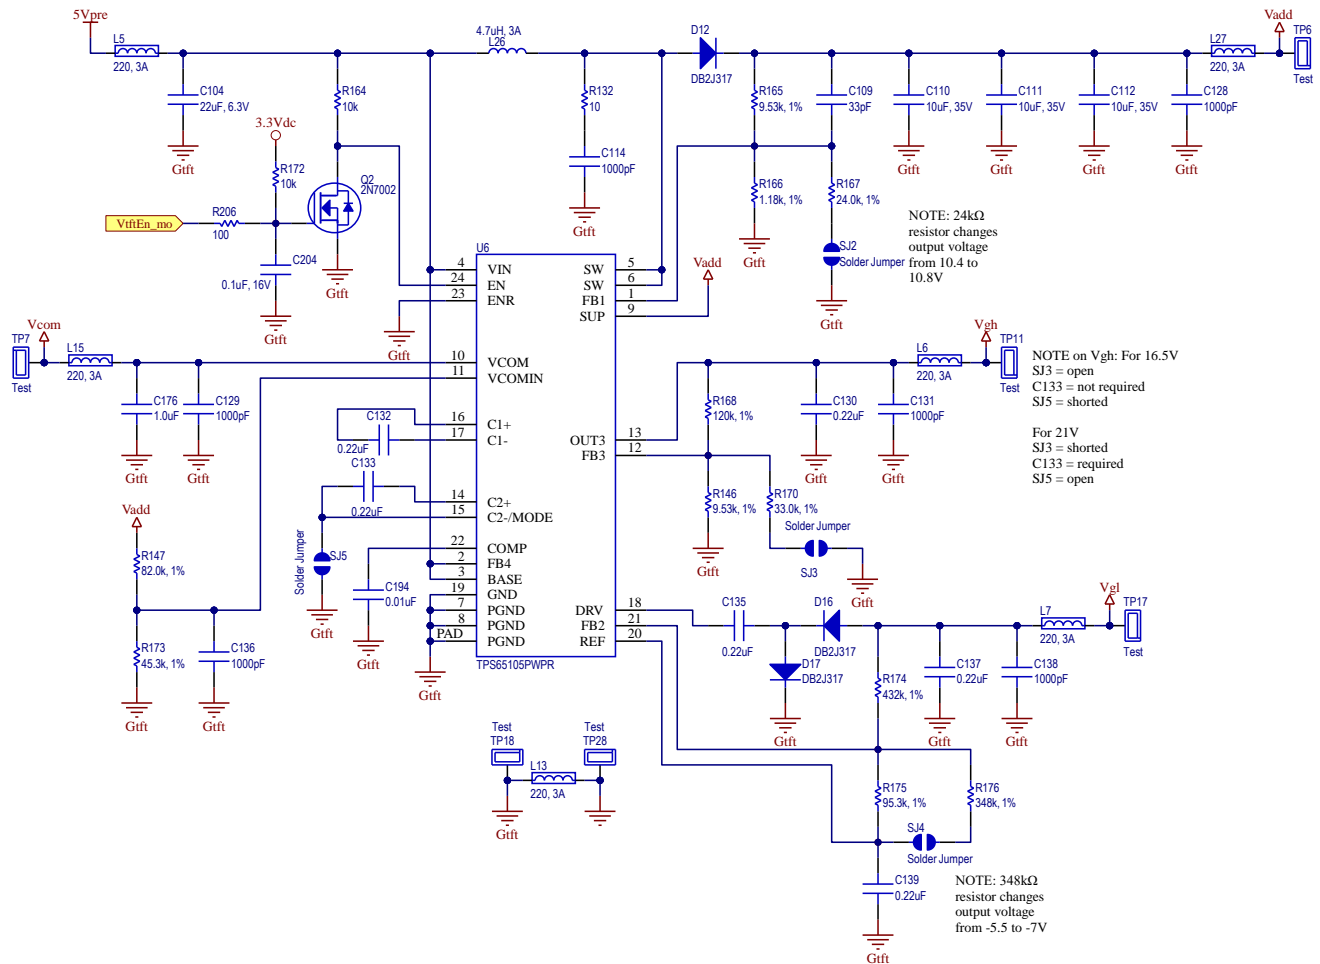 5Vpre
L5
220, 3A
C104
22uF, 6.3V
Gtft
R164
10k
3.3Vdc
R172
10k
Q2
2N7002
VtftEn_mo
R206
100
C204
0.1uF, 16V
Gtft
Gtft
4.7uH, 3A
L26
R132
10
C114
1000pF
Gtft
D12
DB2J317
R165
9.53k, 1%
C109
33pF
C110
10uF, 35V
Gtft
C111
10uF, 35V
Gtft
C112
10uF, 35V
Gtft
C128
1000pF
Gtft
L27
220, 3A
Vadd
TP6
Test
R166
1.18k, 1%
Gtft
R167
24.0k, 1%
SJ2
Solder Jumper
Gtft
NOTE: 24kΩ
resistor changes
output voltage
from 10.4 to
10.8V
Vadd
U6
4 VIN
24 EN
23 ENR
10 VCOM
11 VCOMIN
16 C1+
17 C1-
14 C2+
15 C2-/MODE
22 COMP
2 FB4
3 BASE
19 GND
7 PGND
8 PGND
PAD PGND
SW 5
SW 6
FB1 1
SUP 9
OUT3 13
FB3 12
DRV 18
FB2 21
REF 20
TPS65105PWPR
Gtft
Gtft
Vcom
TP7
Test
L15
220, 3A
C176
1.0uF
Gtft
C129
1000pF
Gtft
C132
0.22uF
C133
0.22uF
Solder Jumper
SJ5
Gtft
C194
0.01uF
Gtft
Vadd
R147
82.0k, 1%
R173
45.3k, 1%
Gtft
C136
1000pF
Gtft
R168
120k, 1%
C130
0.22uF
Gtft
C131
1000pF
Gtft
L6
220, 3A
Vgh
TP11
Test
NOTE on Vgh: For 16.5V
SJ3 = open
C133 = not required
SJ5 = shorted
For 21V
SJ3 = shorted
C133 = required
SJ5 = open
R146
9.53k, 1%
Gtft
R170
33.0k, 1%
Solder Jumper
SJ3
Gtft
C135
0.22uF
D16
DB2J317
D17
DB2J317
Gtft
R174
432k, 1%
C137
0.22uF
Gtft
C138
1000pF
Gtft
L7
220, 3A
Vgl
TP17
Test
R175
95.3k, 1%
R176
348k, 1%
SJ4
Solder Jumper
C139
0.22uF
Gtft
NOTE: 348kΩ
resistor changes
output voltage
from -5.5 to -7V
Test
TP18
Test
TP28
L13
220, 3A
Gtft